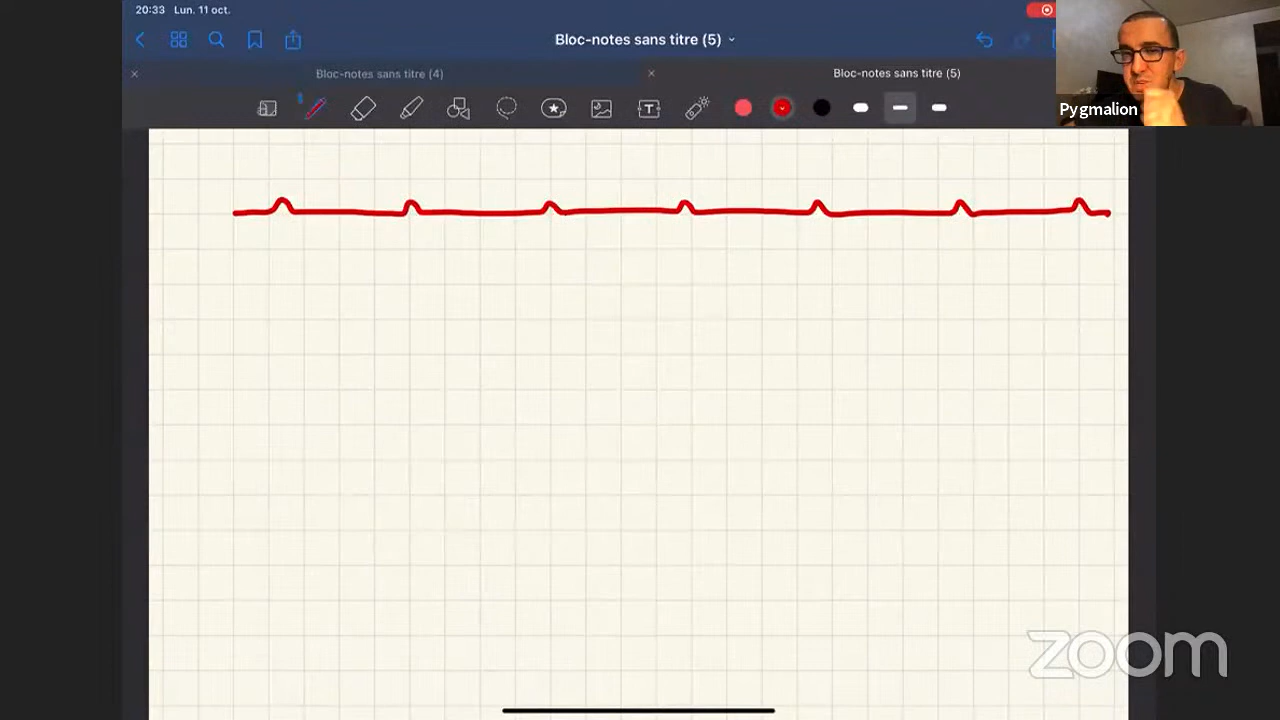 20:33 Lun. 11 oct.
Bloc-notes sans titre (5)
Bloc-notes sans titre (4)
Bloc-notes sans titre (5)
Pygmalion
zoom